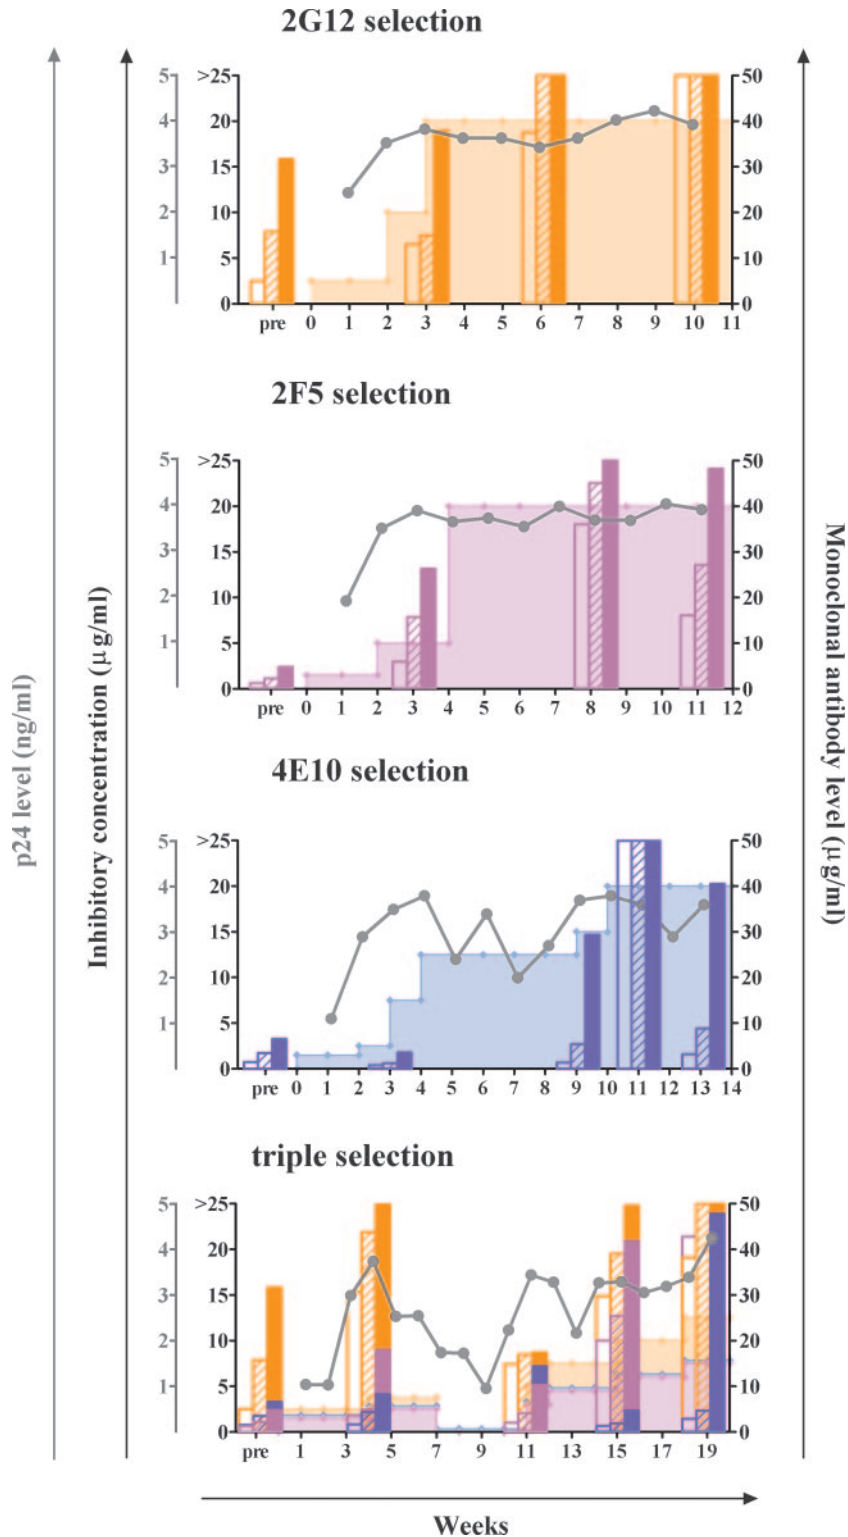 2G12 selection
5 >25 50
4 20 40
3 15 30
2 10 20
1 5 10
0 0
pre 0 1 2 3 4 5 6 7 8 9 10 11
2F5 selection
5 >25 50
4 20 40
3 15 30
2 10 20
1 5 10
0 0
pre 0 1 2 3 4 5 6 7 8 9 10 11 12
4E10 selection
5 >25 50
4 20 40
3 15 30
2 10 20
1 5 10
0 0
pre 0 1 2 3 4 5 6 7 8 9 10 11 12 13 14
triple selection
5 >25 50
4 20 40
3 15 30
2 10 20
1 5 10
0 0
pre 1 3 5 7 9 11 13 15 17 19
Weeks
p24 level (ng/ml)
Inhibitory concentration (μg/ml)
Monoclonal antibody level (μg/ml)